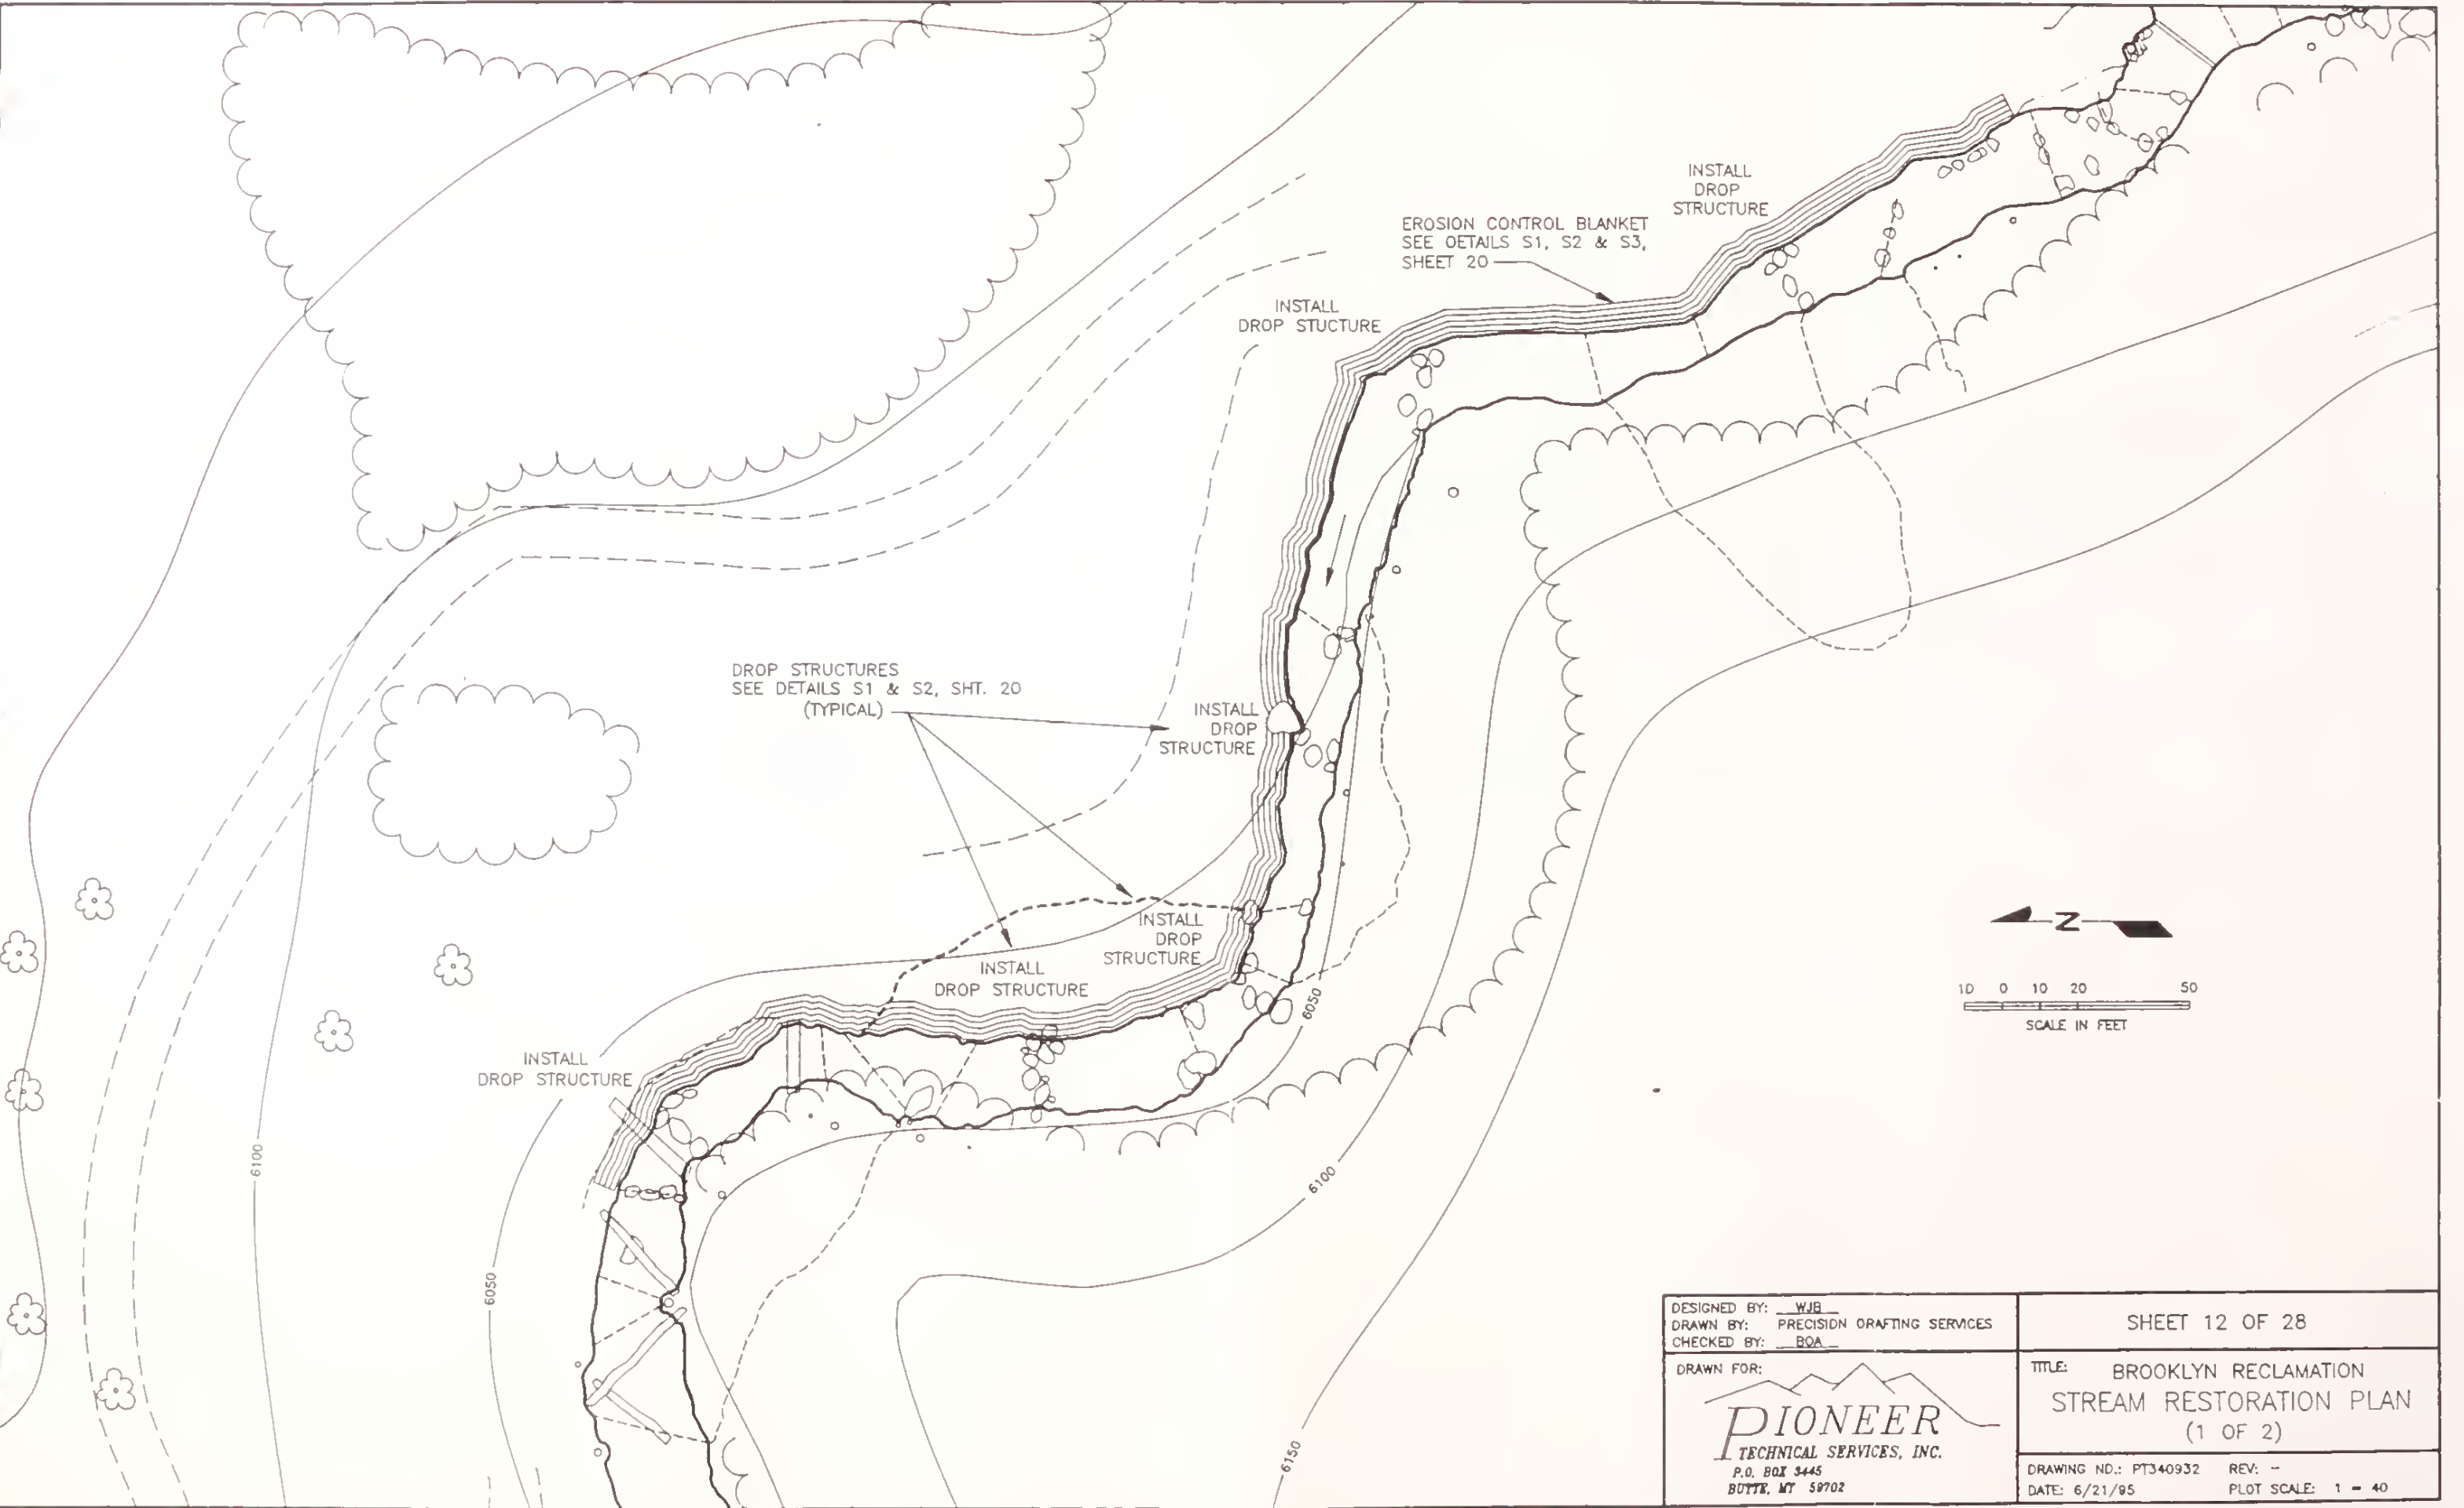 INSTALL
DROP
STRUCTURE
EROSION CONTROL BLANKET
SEE OETAILS S1, S2 & S3,
SHEET 20
INSTALL
DROP STUCTURE
DROP STRUCTURES
SEE DETAILS S1 & S2, SHT. 20
(TYPICAL)
INSTALL
DROP
STRUCTURE
INSTALL
DROP
STRUCTURE
INSTALL
DROP STRUCTURE
INSTALL
DROP STRUCTURE
6050
6100
6100
6050
6150
N
10 0 10 20 50
SCALE IN FEET
DESIGNED BY: WJB
DRAWN BY: PRECISION ORAFTING SERVICES
CHECKED BY: BOA
DRAWN FOR:
PIONEER
TECHNICAL SERVICES, INC.
P.O. BOX 3445
BUTTE, MT 59702
SHEET 12 OF 28
TITLE: BROOKLYN RECLAMATION
STREAM RESTORATION PLAN
(1 OF 2)
DRAWING NO.: PT340932 REV: -
DATE: 6/21/95 PLOT SCALE: 1 = 40